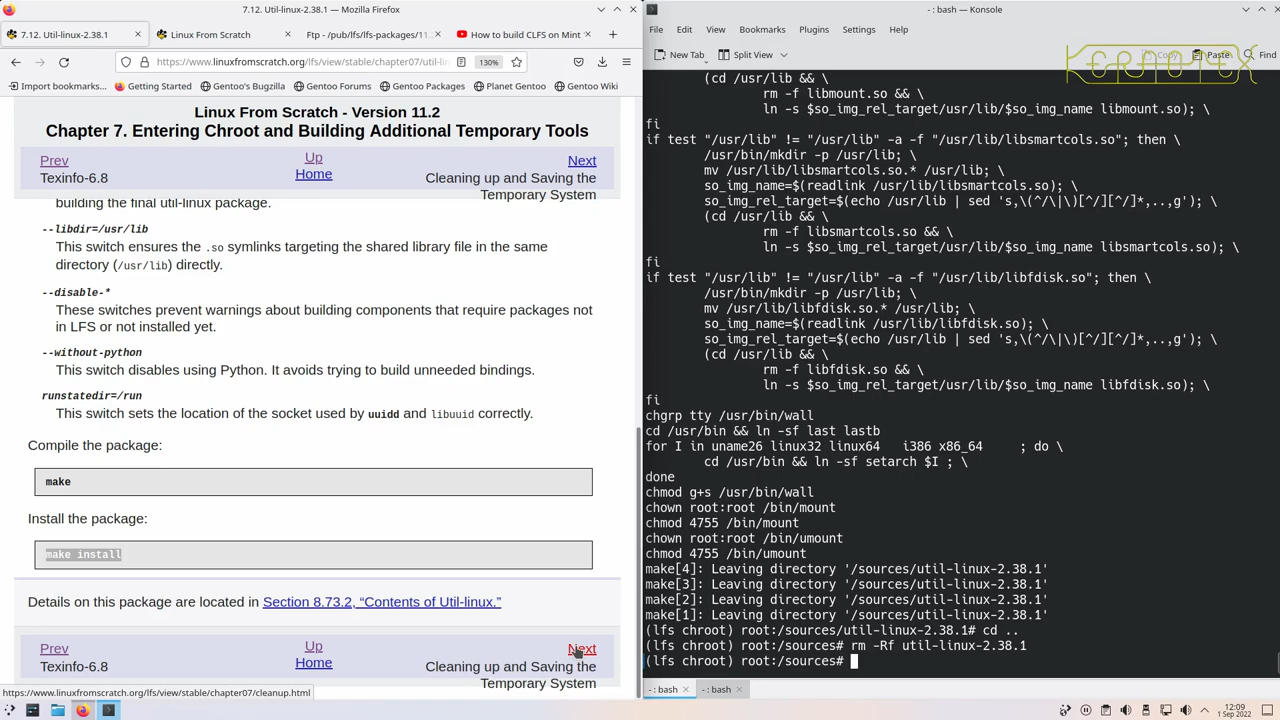 7.12. Util-linux-2.38.1 — Mozilla Firefox
7.12. Util-linux-2.38.1
Linux From Scratch
Ftp - /pub/lfs/lfs-packages/11.
How to build CLFS on Mint
https://www.linuxfromscratch.org/lfs/view/stable/chapter07/util-lin
130%
Import bookmarks...
Getting Started
Gentoo's Bugzilla
Gentoo Forums
Gentoo Packages
Planet Gentoo
Gentoo Wiki
Linux From Scratch - Version 11.2
Chapter 7. Entering Chroot and Building Additional Temporary Tools
Prev
Up
Next
Texinfo-6.8
Home
Cleaning up and Saving the
Temporary System
building the final util-linux package.
--libdir=/usr/lib
This switch ensures the .so symlinks targeting the shared library file in the same
directory (/usr/lib) directly.
--disable-*
These switches prevent warnings about building components that require packages not
in LFS or not installed yet.
--without-python
This switch disables using Python. It avoids trying to build unneeded bindings.
runstatedir=/run
This switch sets the location of the socket used by uuidd and libuuid correctly.
Compile the package:
make
Install the package:
make install
Details on this package are located in Section 8.73.2, “Contents of Util-linux.”
Prev
Up
Next
Texinfo-6.8
Home
Cleaning up and Saving the
Temporary System
https://www.linuxfromscratch.org/lfs/view/stable/chapter07/cleanup.html
- : bash — Konsole
File Edit View Bookmarks Plugins Settings Help
New Tab
Split View
Copy
Paste
Find
KERNOTEX
(cd /usr/lib && \
rm -f libmount.so && \
ln -s $so_img_rel_target/usr/lib/$so_img_name libmount.so); \
fi
if test "/usr/lib" != "/usr/lib" -a -f "/usr/lib/libsmartcols.so"; then \
/usr/bin/mkdir -p /usr/lib; \
mv /usr/lib/libsmartcols.so.* /usr/lib; \
so_img_name=$(readlink /usr/lib/libsmartcols.so); \
so_img_rel_target=$(echo /usr/lib | sed 's,\(^/\|\)[^/][^/]*,..,g'); \
(cd /usr/lib && \
rm -f libsmartcols.so && \
ln -s $so_img_rel_target/usr/lib/$so_img_name libsmartcols.so); \
fi
if test "/usr/lib" != "/usr/lib" -a -f "/usr/lib/libfdisk.so"; then \
/usr/bin/mkdir -p /usr/lib; \
mv /usr/lib/libfdisk.so.* /usr/lib; \
so_img_name=$(readlink /usr/lib/libfdisk.so); \
so_img_rel_target=$(echo /usr/lib | sed 's,\(^/\|\)[^/][^/]*,..,g'); \
(cd /usr/lib && \
rm -f libfdisk.so && \
ln -s $so_img_rel_target/usr/lib/$so_img_name libfdisk.so); \
fi
chgrp tty /usr/bin/wall
cd /usr/bin && ln -sf last lastb
for I in uname26 linux32 linux64   i386 x86_64    ; do \
cd /usr/bin && ln -sf setarch $I ; \
done
chmod g+s /usr/bin/wall
chown root:root /bin/mount
chmod 4755 /bin/mount
chown root:root /bin/umount
chmod 4755 /bin/umount
make[4]: Leaving directory '/sources/util-linux-2.38.1'
make[3]: Leaving directory '/sources/util-linux-2.38.1'
make[2]: Leaving directory '/sources/util-linux-2.38.1'
make[1]: Leaving directory '/sources/util-linux-2.38.1'
(lfs chroot) root:/sources/util-linux-2.38.1# cd ..
(lfs chroot) root:/sources# rm -Rf util-linux-2.38.1
(lfs chroot) root:/sources#
- : bash
- : bash
12:09
1 Sep 2022